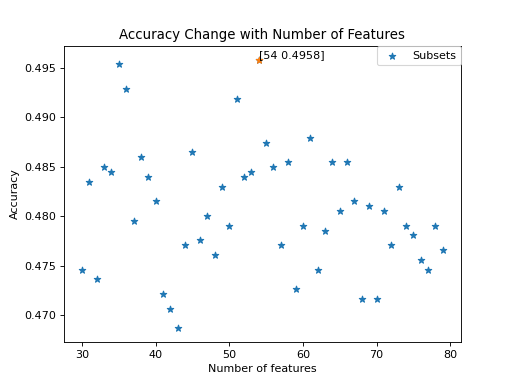 Accuracy Change with Number of Features
[54 0.4958]
Subsets
0.495
0.490
0.485
0.480
0.475
0.470
Accuracy
30 40 50 60 70 80
Number of features